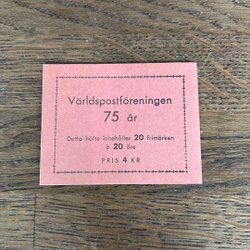 Världspostföreningen
75 år
Detta häfte innehåller 20 frimärken
à 20 öre
PRIS 4 KR